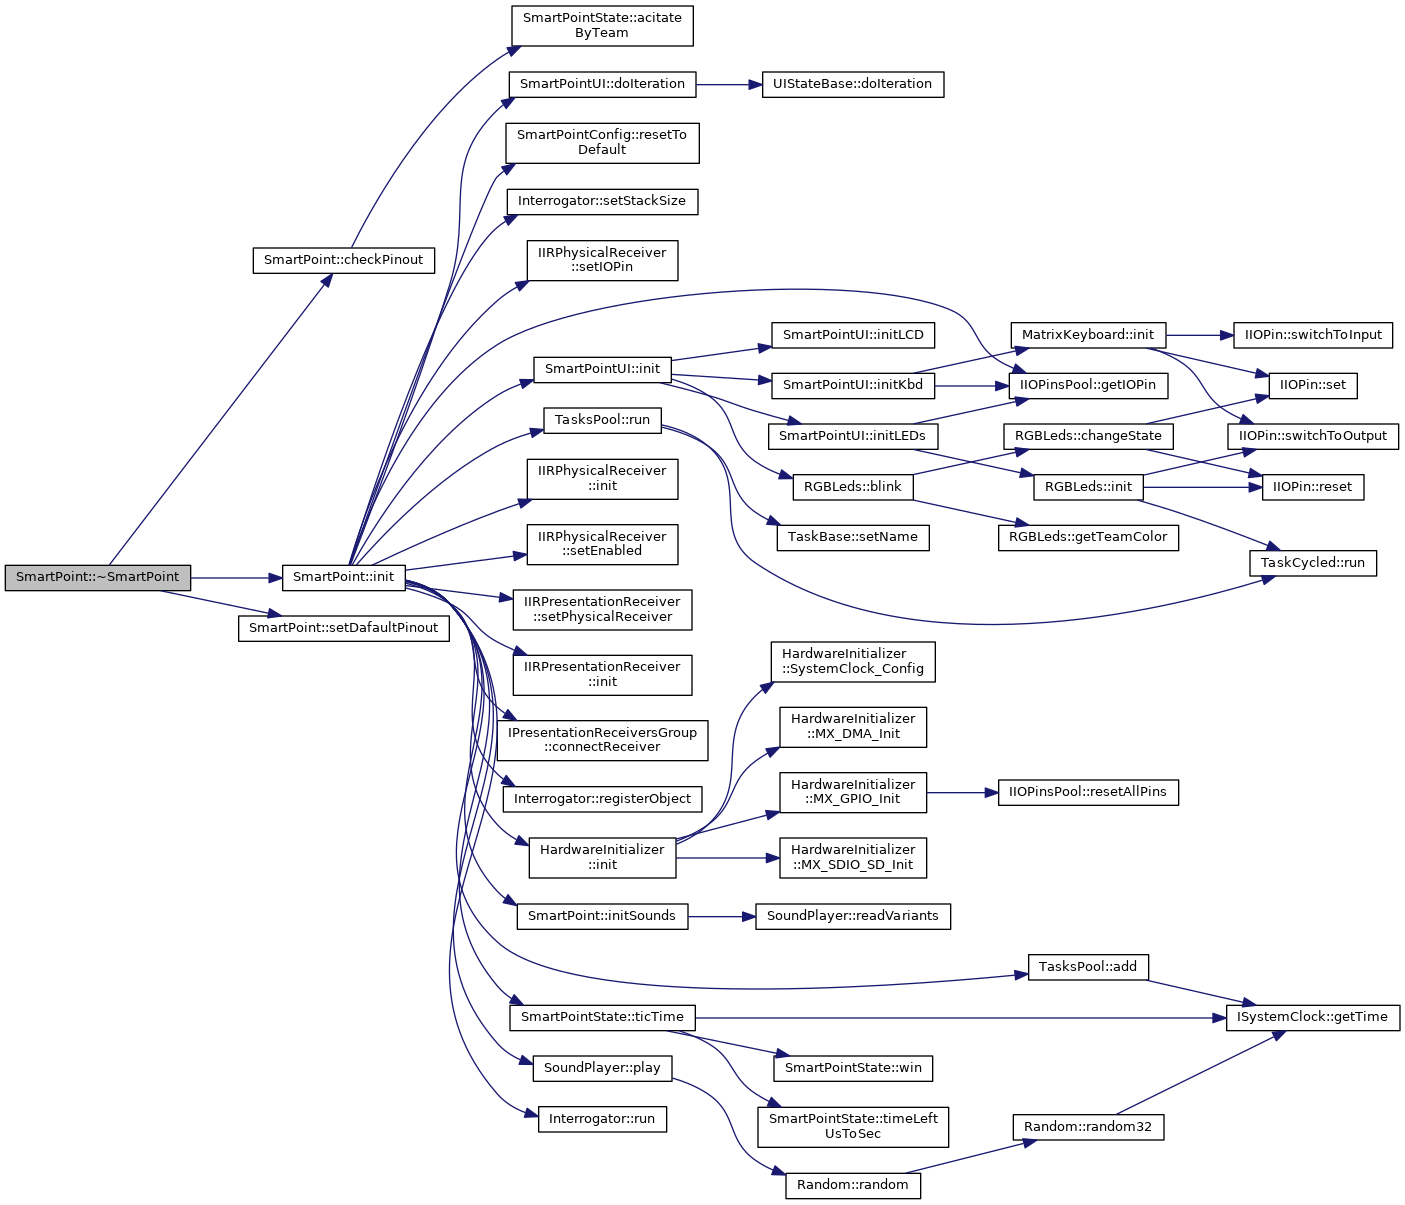 SmartPointState::acitate
ByTeam
SmartPointUI::doIteration
UIStateBase::doIteration
SmartPointConfig::resetTo
Default
Interrogator::setStackSize
SmartPoint::checkPinout
IIRPhysicalReceiver
::setIOPin
SmartPointUI::initLCD
MatrixKeyboard::init
IIOPin::switchToInput
SmartPointUI::init
SmartPointUI::initKbd
IIOPinsPool::getIOPin
IIOPin::set
TasksPool::run
SmartPointUI::initLEDs
RGBLeds::changeState
IIOPin::switchToOutput
IIRPhysicalReceiver
::init
RGBLeds::blink
RGBLeds::init
IIOPin::reset
IIRPhysicalReceiver
::setEnabled
TaskBase::setName
RGBLeds::getTeamColor
TaskCycled::run
SmartPoint::~SmartPoint
SmartPoint::init
IIRPresentationReceiver
::setPhysicalReceiver
SmartPoint::setDafaultPinout
IIRPresentationReceiver
::init
HardwareInitializer
::SystemClock_Config
IPresentationReceiversGroup
::connectReceiver
HardwareInitializer
::MX_DMA_Init
Interrogator::registerObject
HardwareInitializer
::MX_GPIO_Init
IIOPinsPool::resetAllPins
HardwareInitializer
::init
HardwareInitializer
::MX_SDIO_SD_Init
SmartPoint::initSounds
SoundPlayer::readVariants
TasksPool::add
SmartPointState::ticTime
ISystemClock::getTime
SoundPlayer::play
SmartPointState::win
Interrogator::run
SmartPointState::timeLeft
UsToSec
Random::random32
Random::random